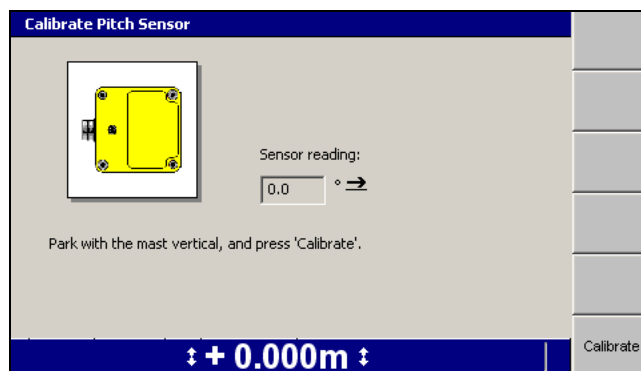 Calibrate Pitch Sensor
Sensor reading:
0.0 °
Park with the mast vertical, and press 'Calibrate'.
+ 0.000m
Calibrate